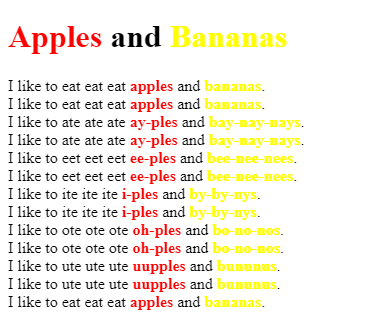 Apples and Bananas
I like to eat eat eat apples and bananas.
I like to eat eat eat apples and bananas.
I like to ate ate ate ay-ples and bay-nay-nays.
I like to ate ate ate ay-ples and bay-nay-nays.
I like to eet eet eet ee-ples and bee-nee-nees.
I like to eet eet eet ee-ples and bee-nee-nees.
I like to ite ite ite i-ples and by-by-nys.
I like to ite ite ite i-ples and by-by-nys.
I like to ote ote ote oh-ples and bo-no-nos.
I like to ote ote ote oh-ples and bo-no-nos.
I like to ute ute ute uupples and bununus.
I like to ute ute ute uupples and bununus.
I like to eat eat eat apples and bananas.